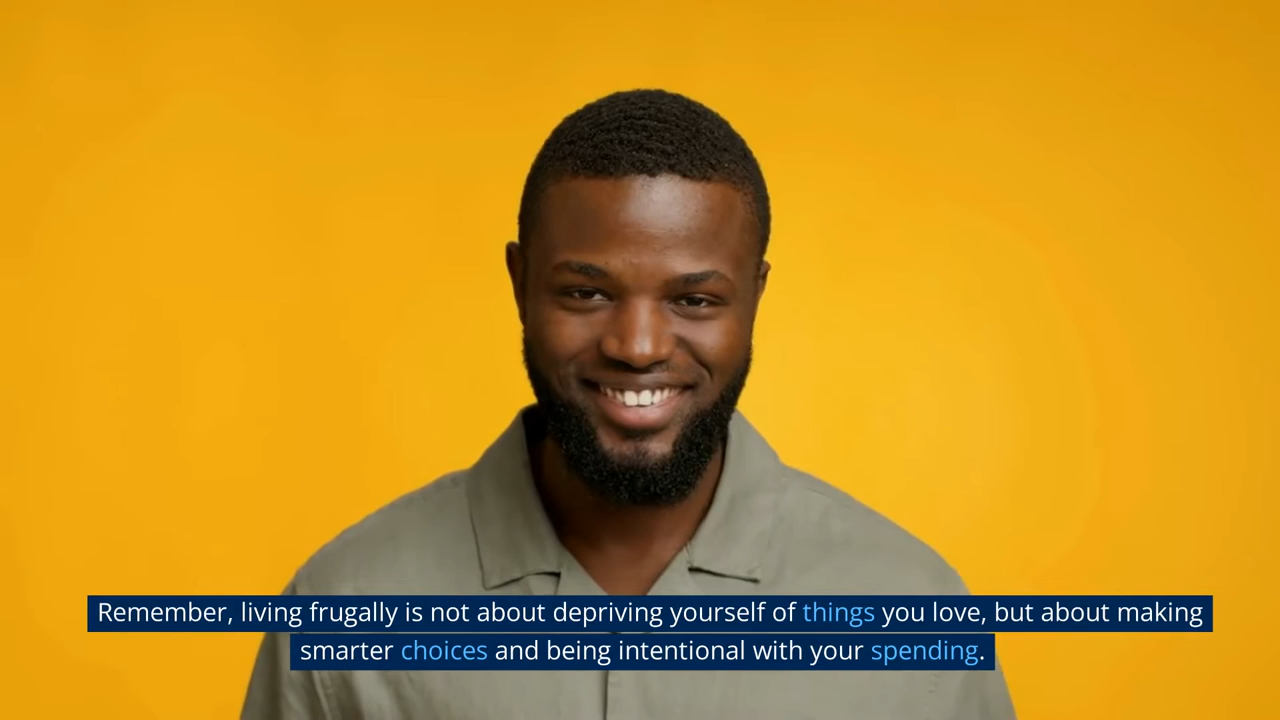 Remember, living frugally is not about depriving yourself of things you love, but about making
smarter choices and being intentional with your spending.